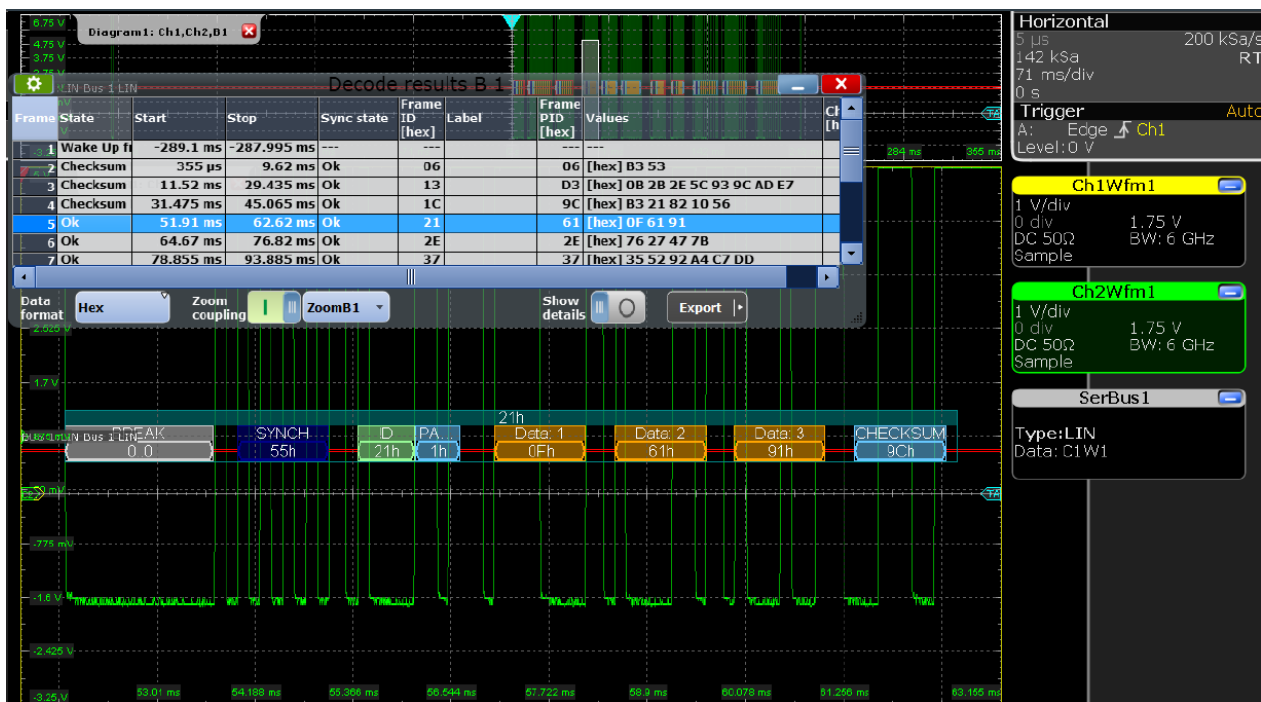 6.75 V
Diagram1: Ch1,Ch2,B1
4.75 V
3.75 V
Decode results B 1
LIN Bus 1 LIN
Frame State Start Stop Sync state Frame ID [hex] Label Frame PID [hex] Values
1 Wake Up -289.1 ms -287.995 ms --- --- --- ---
2 Checksum 355 µs 9.62 ms Ok 06 06 [hex] B3 53
3 Checksum 11.52 ms 29.435 ms Ok 13 D3 [hex] 0B 2B 2E 5C 93 9C AD E7
4 Checksum 31.475 ms 45.065 ms Ok 1C 9C [hex] B3 21 82 10 56
5 Ok 51.91 ms 62.62 ms Ok 21 61 [hex] 0F 61 91
6 Ok 64.67 ms 76.82 ms Ok 2E 2E [hex] 76 27 47 7B
7 Ok 78.855 ms 93.885 ms Ok 37 37 [hex] 35 52 92 A4 C7 DD
284 ms 355 ms
Data format Hex Zoom coupling ZoomB1 Show details Export
2.625 V
1.7 V
21h
BREAK SYNCH ID PA... Data: 1 Data: 2 Data: 3 CHECKSUM
0 0 55h 21h 1h 0Fh 61h 91h 9Ch
TA
-775 mV
-1.6 V
-2.425 V
-3.25 V
53.01 ms 54.188 ms 55.366 ms 56.544 ms 57.722 ms 58.9 ms 60.078 ms 61.256 ms 63.155 ms
Horizontal
5 µs 200 kSa/s
142 kSa RT
71 ms/div
0 s
Trigger Auto
A: Edge Ch1
Level:0 V
Ch1Wfm1
1 V/div
0 div 1.75 V
DC 50Ω BW: 6 GHz
Sample
Ch2Wfm1
1 V/div
0 div 1.75 V
DC 50Ω BW: 6 GHz
Sample
SerBus1
Type:LIN
Data: C1W1